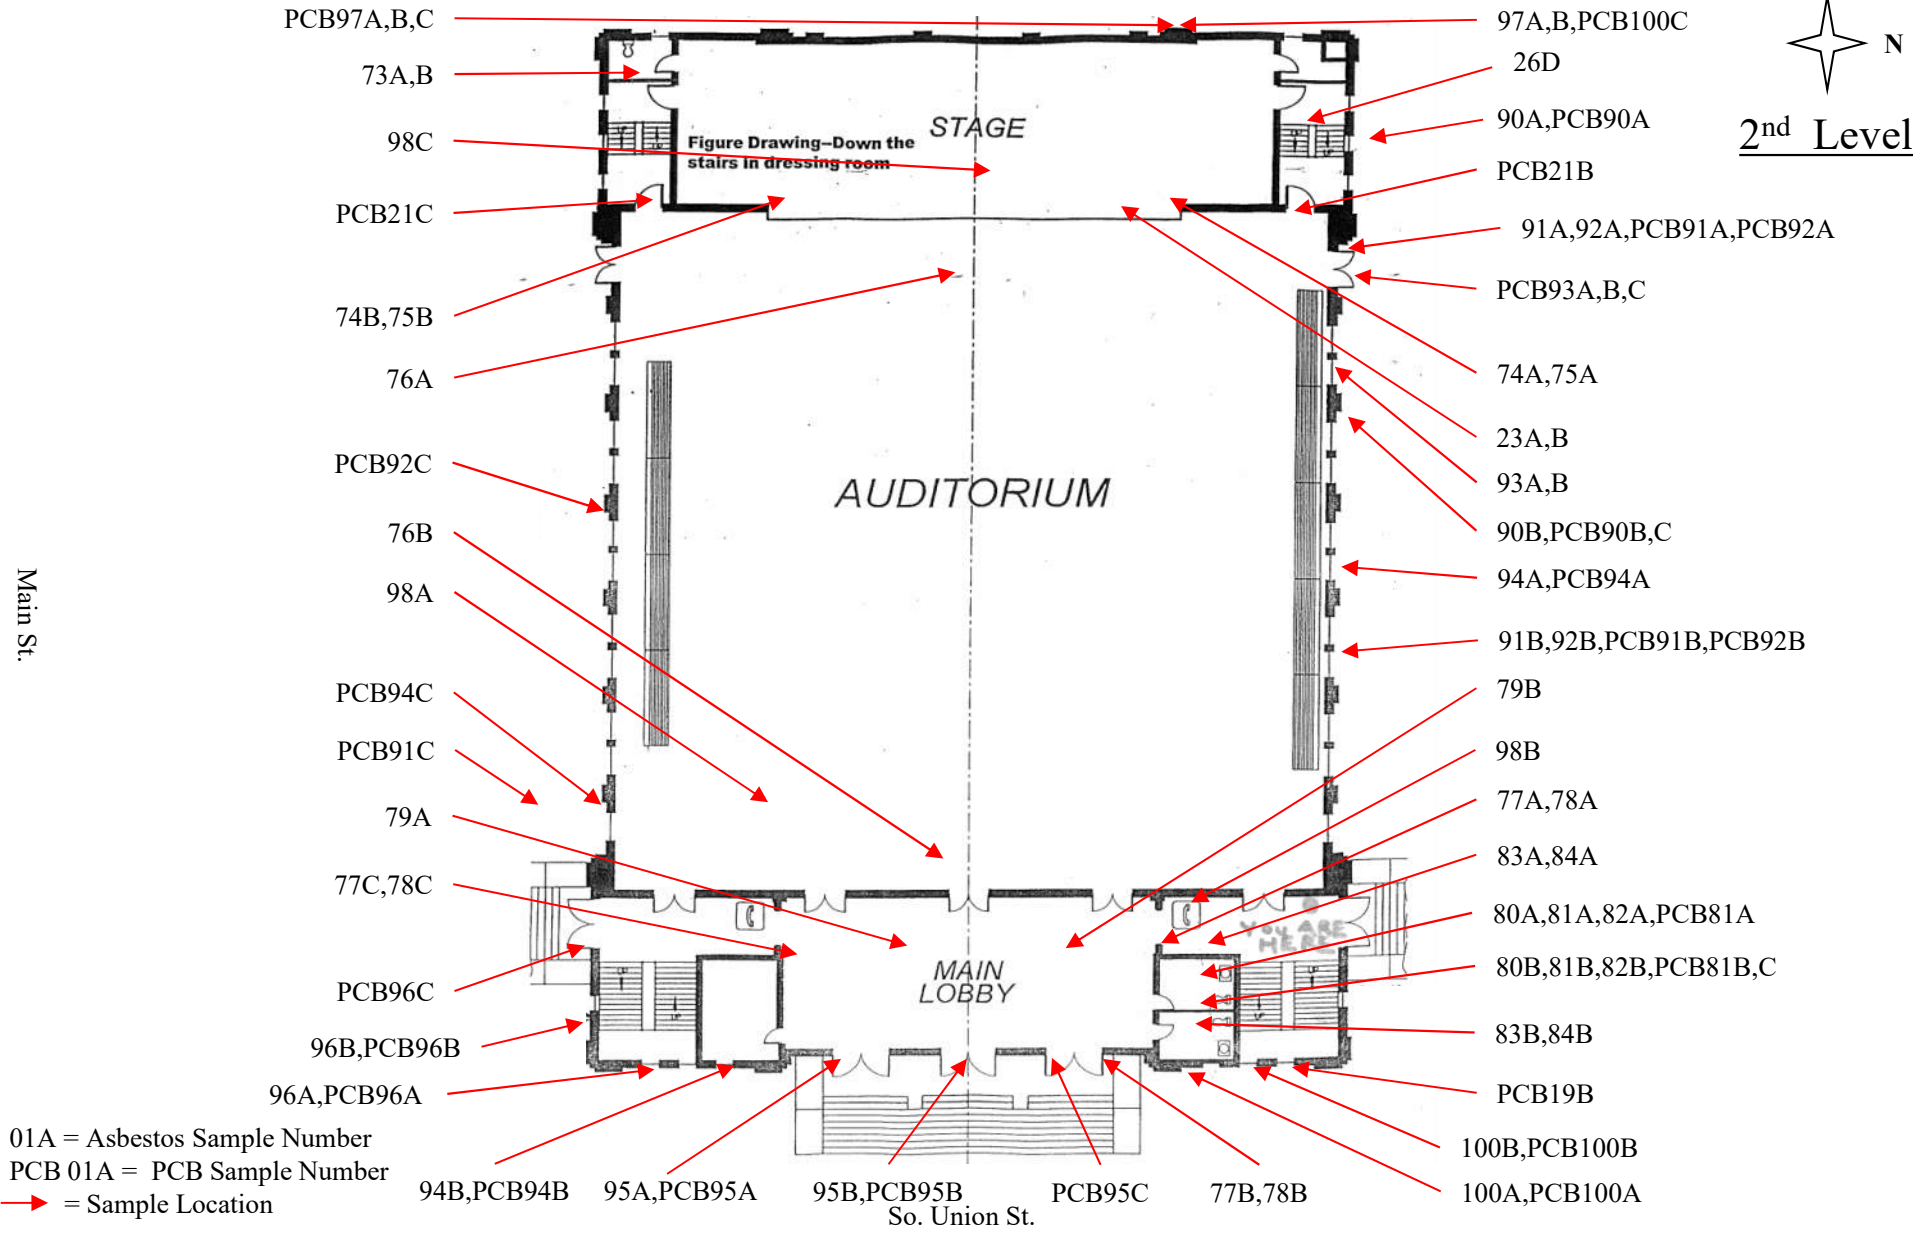 PCB97A,B,C
97A,B,PCB100C
N
73A,B
26D
2nd Level
90A,PCB90A
98C
STAGE
Figure Drawing–Down the
stairs in dressing room
PCB21B
PCB21C
91A,92A,PCB91A,PCB92A
PCB93A,B,C
74B,75B
76A
74A,75A
23A,B
PCB92C
93A,B
AUDITORIUM
76B
90B,PCB90B,C
98A
94A,PCB94A
Main St.
91B,92B,PCB91B,PCB92B
PCB94C
79B
PCB91C
98B
79A
77A,78A
77C,78C
83A,84A
80A,81A,82A,PCB81A
YOU ARE
HERE
MAIN
LOBBY
80B,81B,82B,PCB81B,C
PCB96C
96B,PCB96B
83B,84B
96A,PCB96A
PCB19B
01A = Asbestos Sample Number
PCB 01A = PCB Sample Number
= Sample Location
100B,PCB100B
94B,PCB94B
95A,PCB95A
95B,PCB95B
PCB95C
77B,78B
100A,PCB100A
So. Union St.